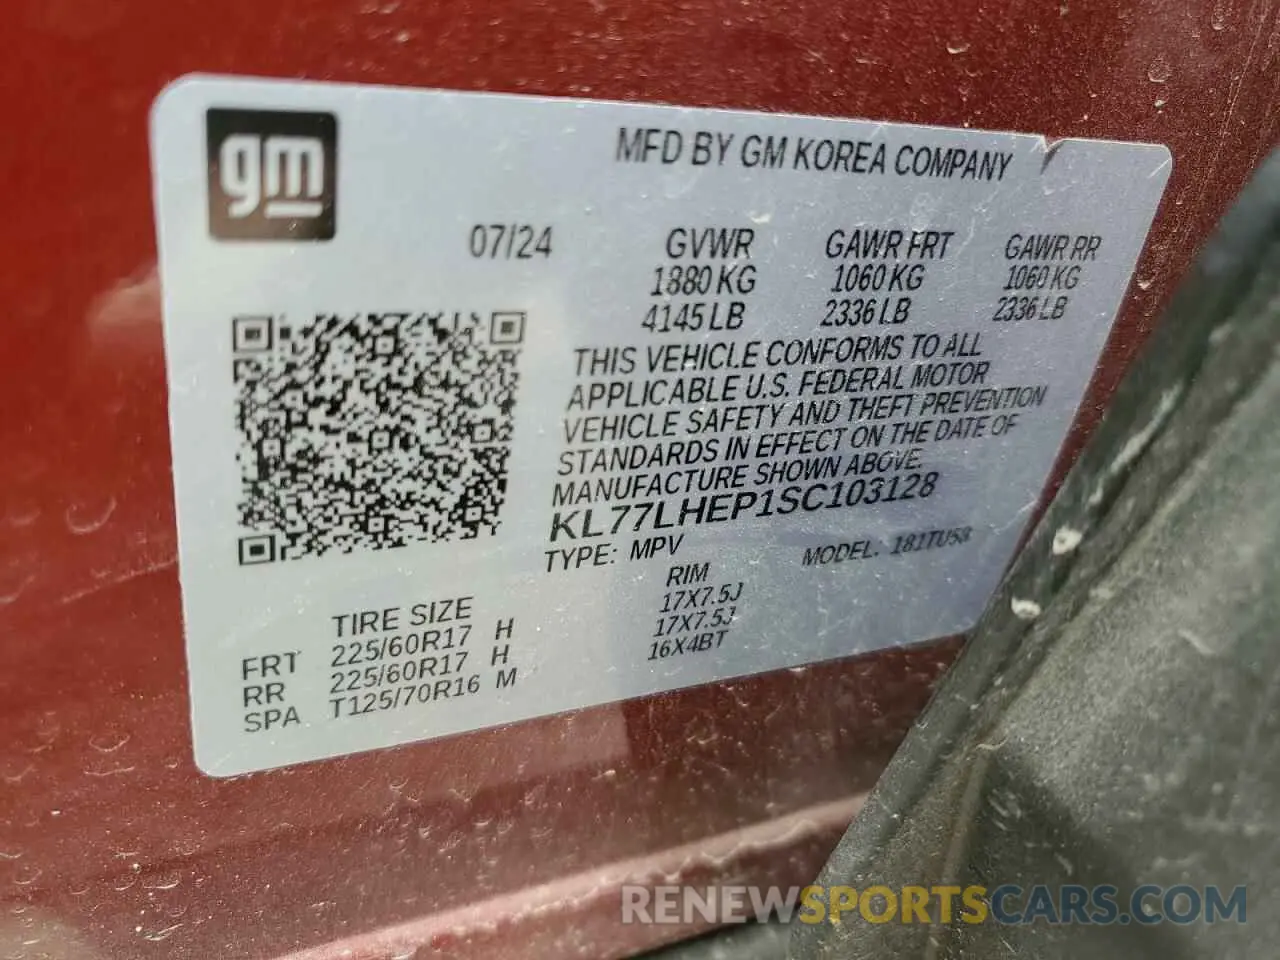 gm
MFD BY GM KOREA COMPANY
07/24 GVWR GAWR FRT GAWR RR
1880 KG 1060 KG 1060 KG
4145 LB 2336 LB 2336 LB
THIS VEHICLE CONFORMS TO ALL
APPLICABLE U.S. FEDERAL MOTOR
VEHICLE SAFETY AND THEFT PREVENTION
STANDARDS IN EFFECT ON THE DATE OF
MANUFACTURE SHOWN ABOVE.
KL77LHEP1SC103128
TYPE: MPV MODEL: 181TU58
TIRE SIZE RIM
FRT 225/60R17 H 17X7.5J
RR 225/60R17 H 17X7.5J
SPA T125/70R16 M 16X4BT
RENEWSPORTSCARS.COM